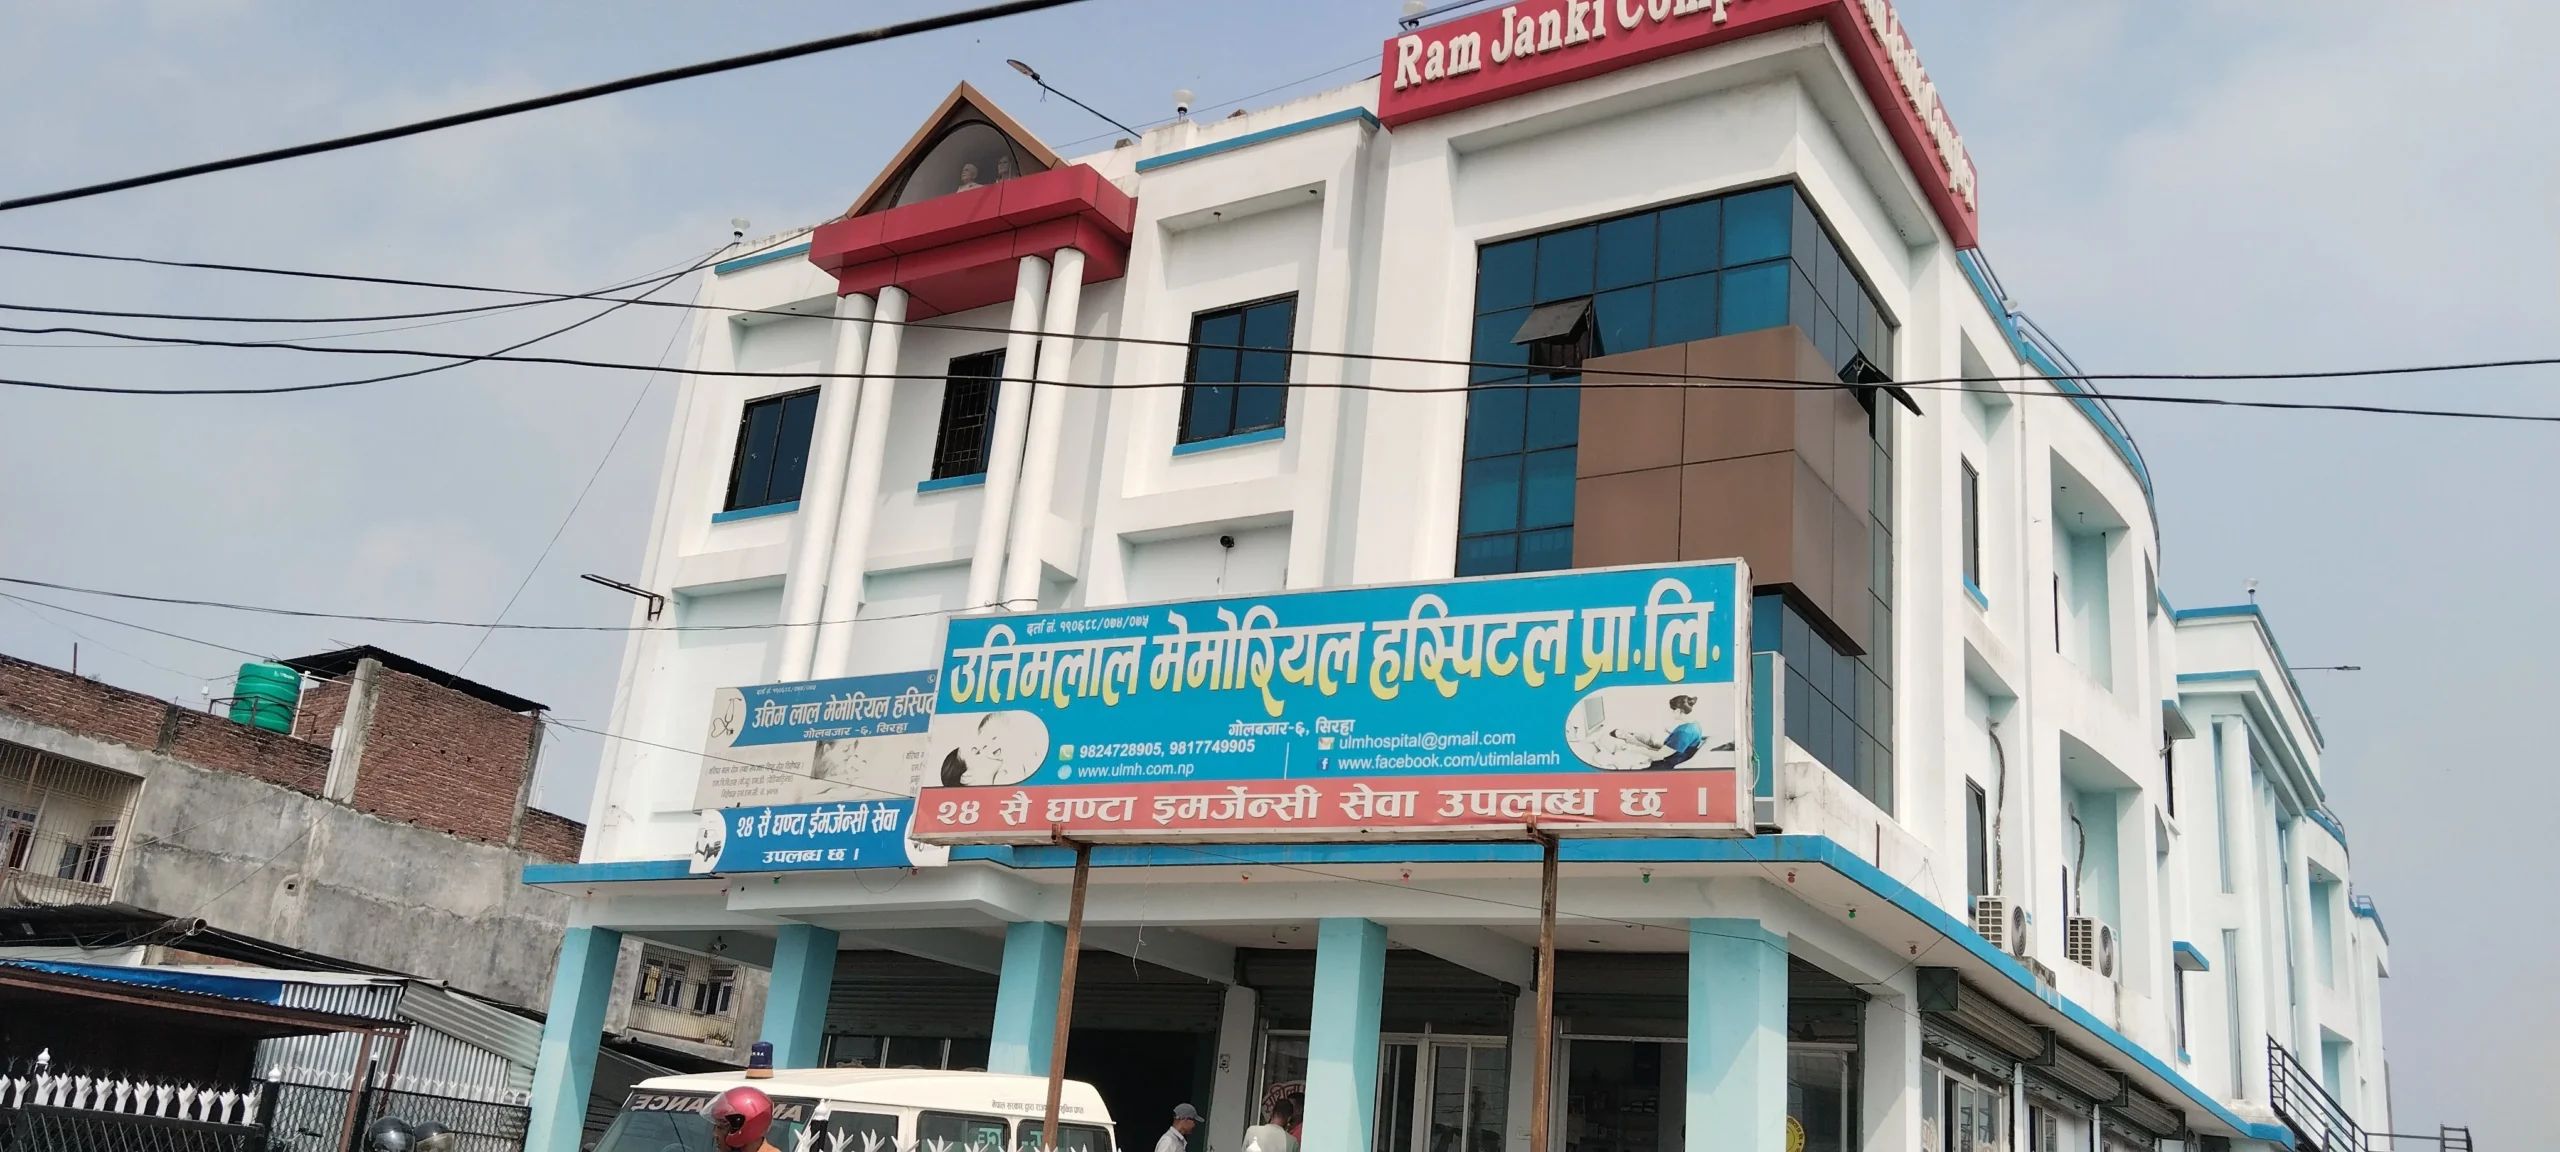 Ram Janki Comp
दर्ता नं. १९०६८८/०७४/०७५
उत्तिमलाल मेमोरियल हस्पिटल प्रा.लि.
गोलबजार-६, सिरहा
9824728905, 9817749905
ulmhospital@gmail.com
www.ulmh.com.np
www.facebook.com/utimlalamh
२४ सै घण्टा इमर्जेन्सी सेवा उपलब्ध छ ।
उत्तिम लाल मेमोरियल हस्पि
गोलबजार -६, सिरहा
२४ सै घण्टा ईमर्जेन्सी सेवा
उपलब्ध छ ।